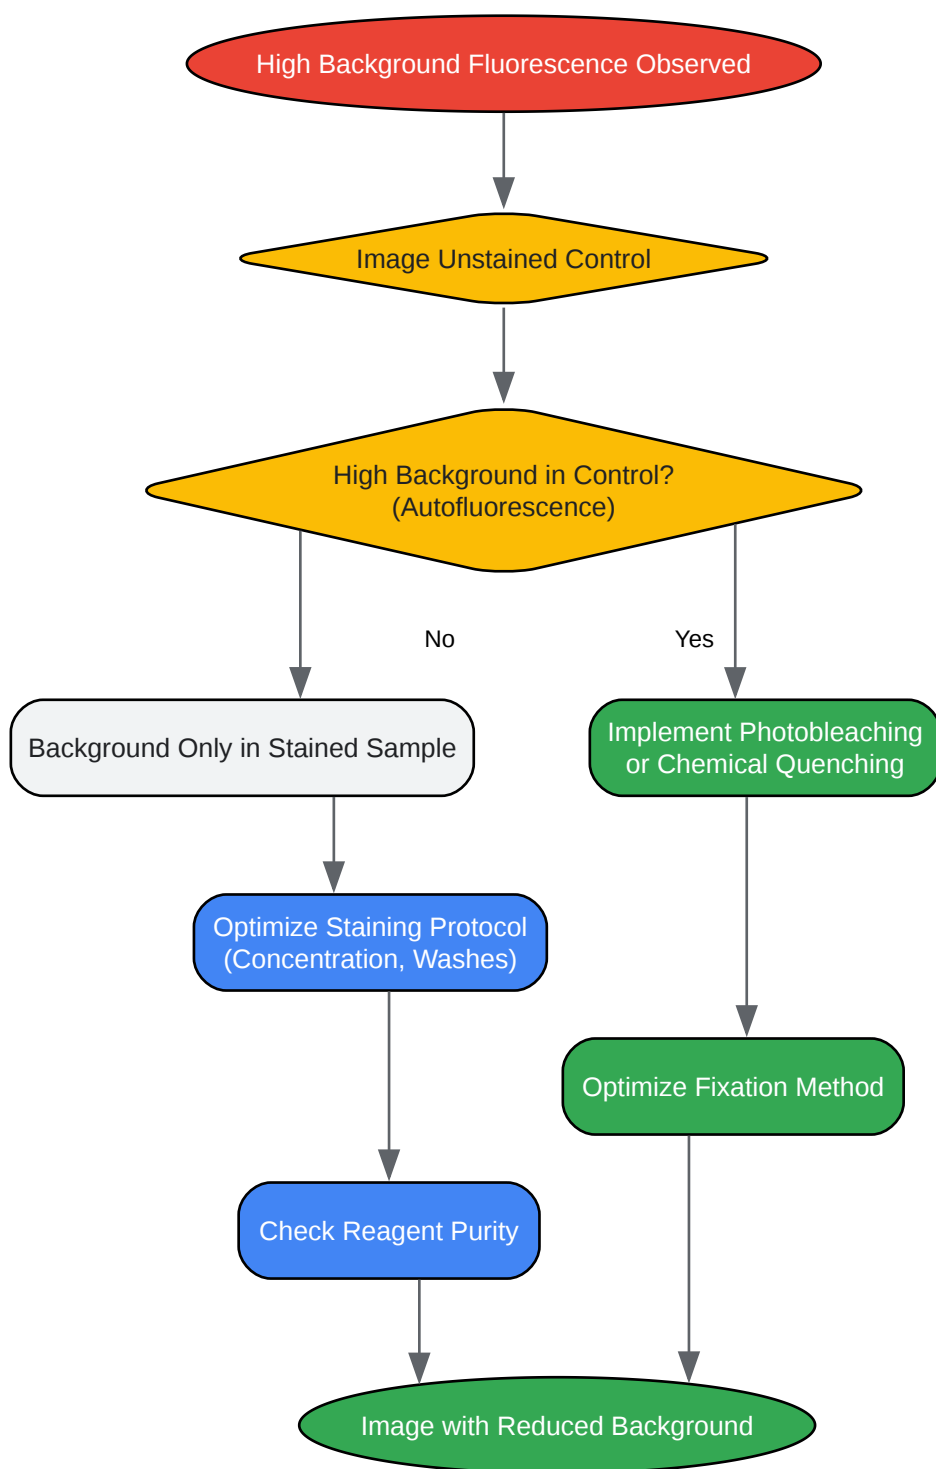 High Background Fluorescence Observed
Image Unstained Control
High Background in Control?
(Autofluorescence)
No
Yes
Background Only in Stained Sample
Implement Photobleaching
or Chemical Quenching
Optimize Staining Protocol
(Concentration, Washes)
Optimize Fixation Method
Check Reagent Purity
Image with Reduced Background